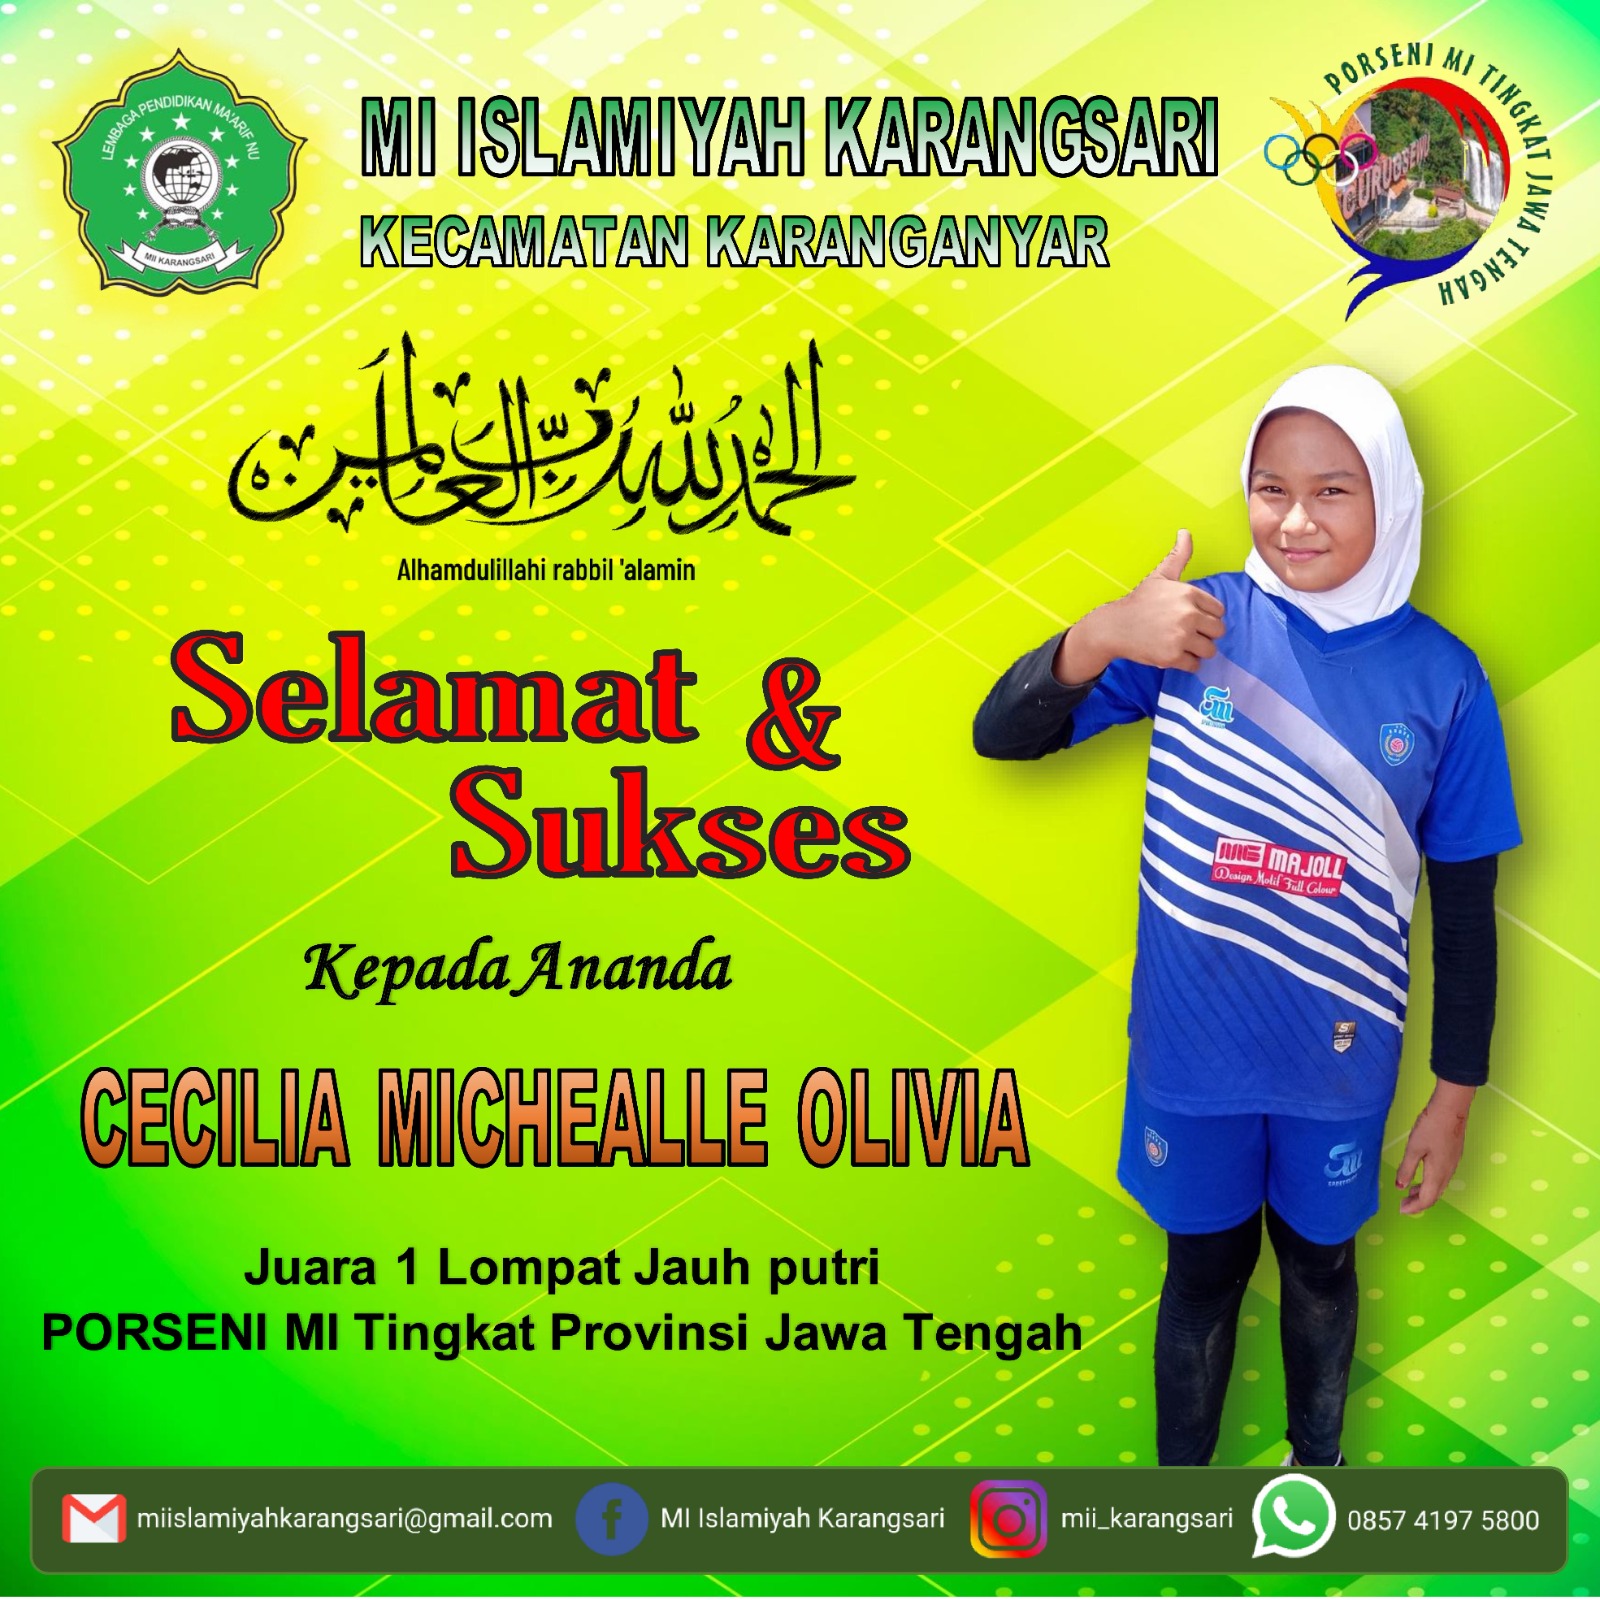 LEMBAGA PENDIDIKAN MA'ARIF NU
MII KARANGSARI
MI ISLAMIYAH KARANGSARI
KECAMATAN KARANGANYAR
PORSENI MI TINGKAT JAWA TENGAH
CURUGSEWU
الحمد لله رب العالمين
Alhamdulillahi rabbil 'alamin
Selamat &
Sukses
Kepada Ananda
CECILIA MICHEALLE OLIVIA
Juara 1 Lompat Jauh putri
PORSENI MI Tingkat Provinsi Jawa Tengah
MAJOLL
Design Motif Full Colour
miislamiyahkarangsari@gmail.com
MI Islamiyah Karangsari
mii_karangsari
0857 4197 5800